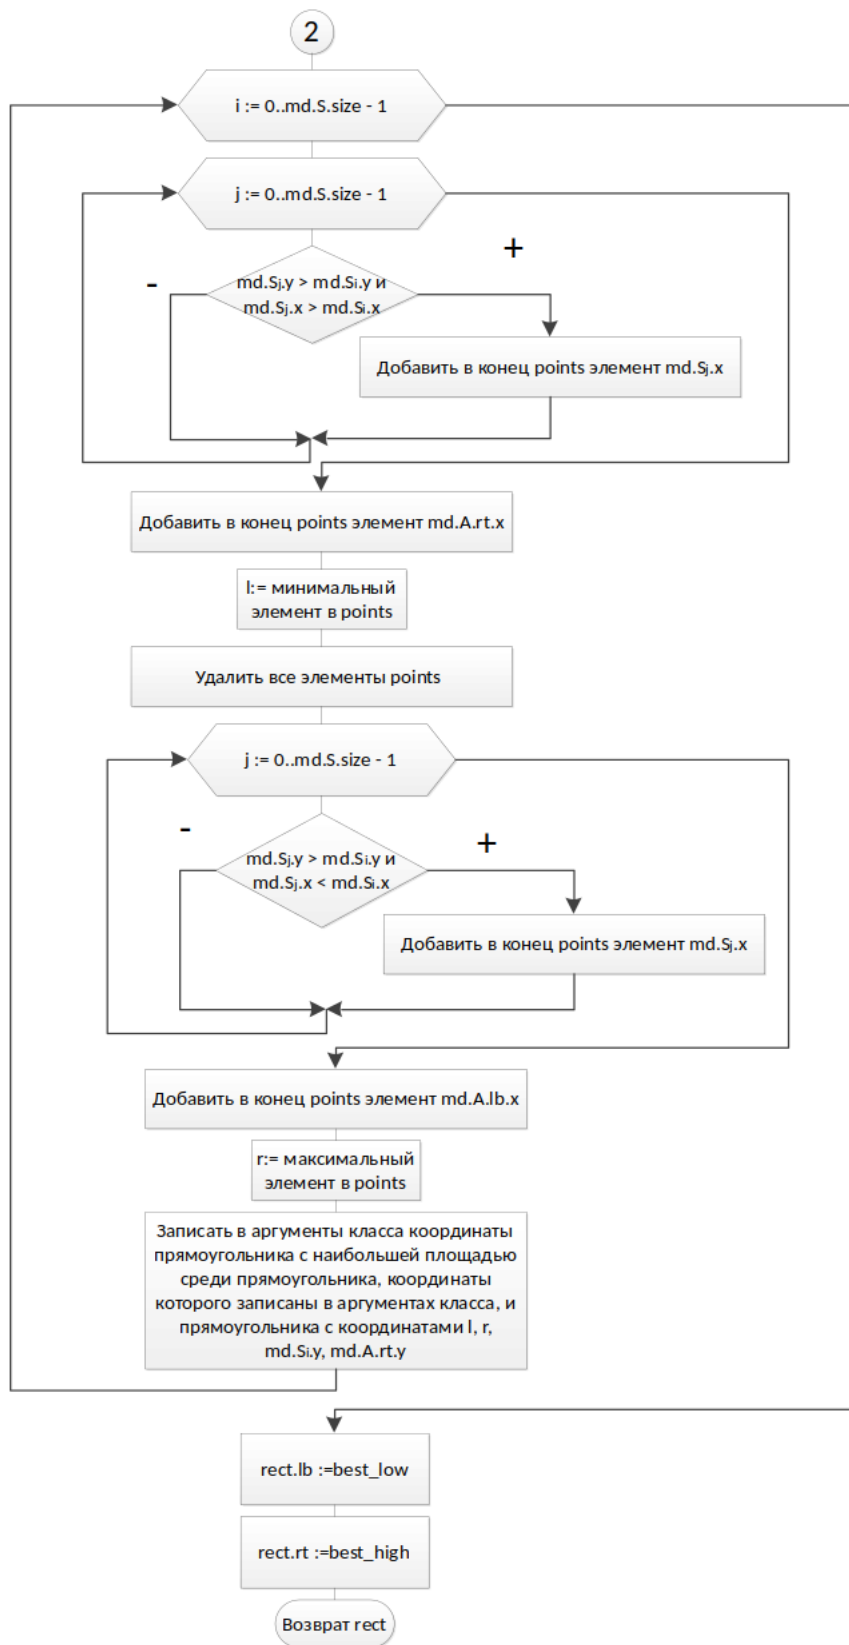 2
i := 0..md.S.size - 1
j := 0..md.S.size - 1
+
-
md.Sj.y > md.Si.y и
md.Sj.x > md.Si.x
Добавить в конец points элемент md.Sj.x
Добавить в конец points элемент md.A.rt.x
l:= минимальный
элемент в points
Удалить все элементы points
j := 0..md.S.size - 1
-
+
md.Sj.y > md.Si.y и
md.Sj.x < md.Si.x
Добавить в конец points элемент md.Sj.x
Добавить в конец points элемент md.A.lb.x
r:= максимальный
элемент в points
Записать в аргументы класса координаты
прямоугольника с наибольшей площадью
среди прямоугольника, координаты
которого записаны в аргументах класса, и
прямоугольника с координатами l, r,
md.Si.y, md.A.rt.y
rect.lb :=best_low
rect.rt :=best_high
Возврат rect